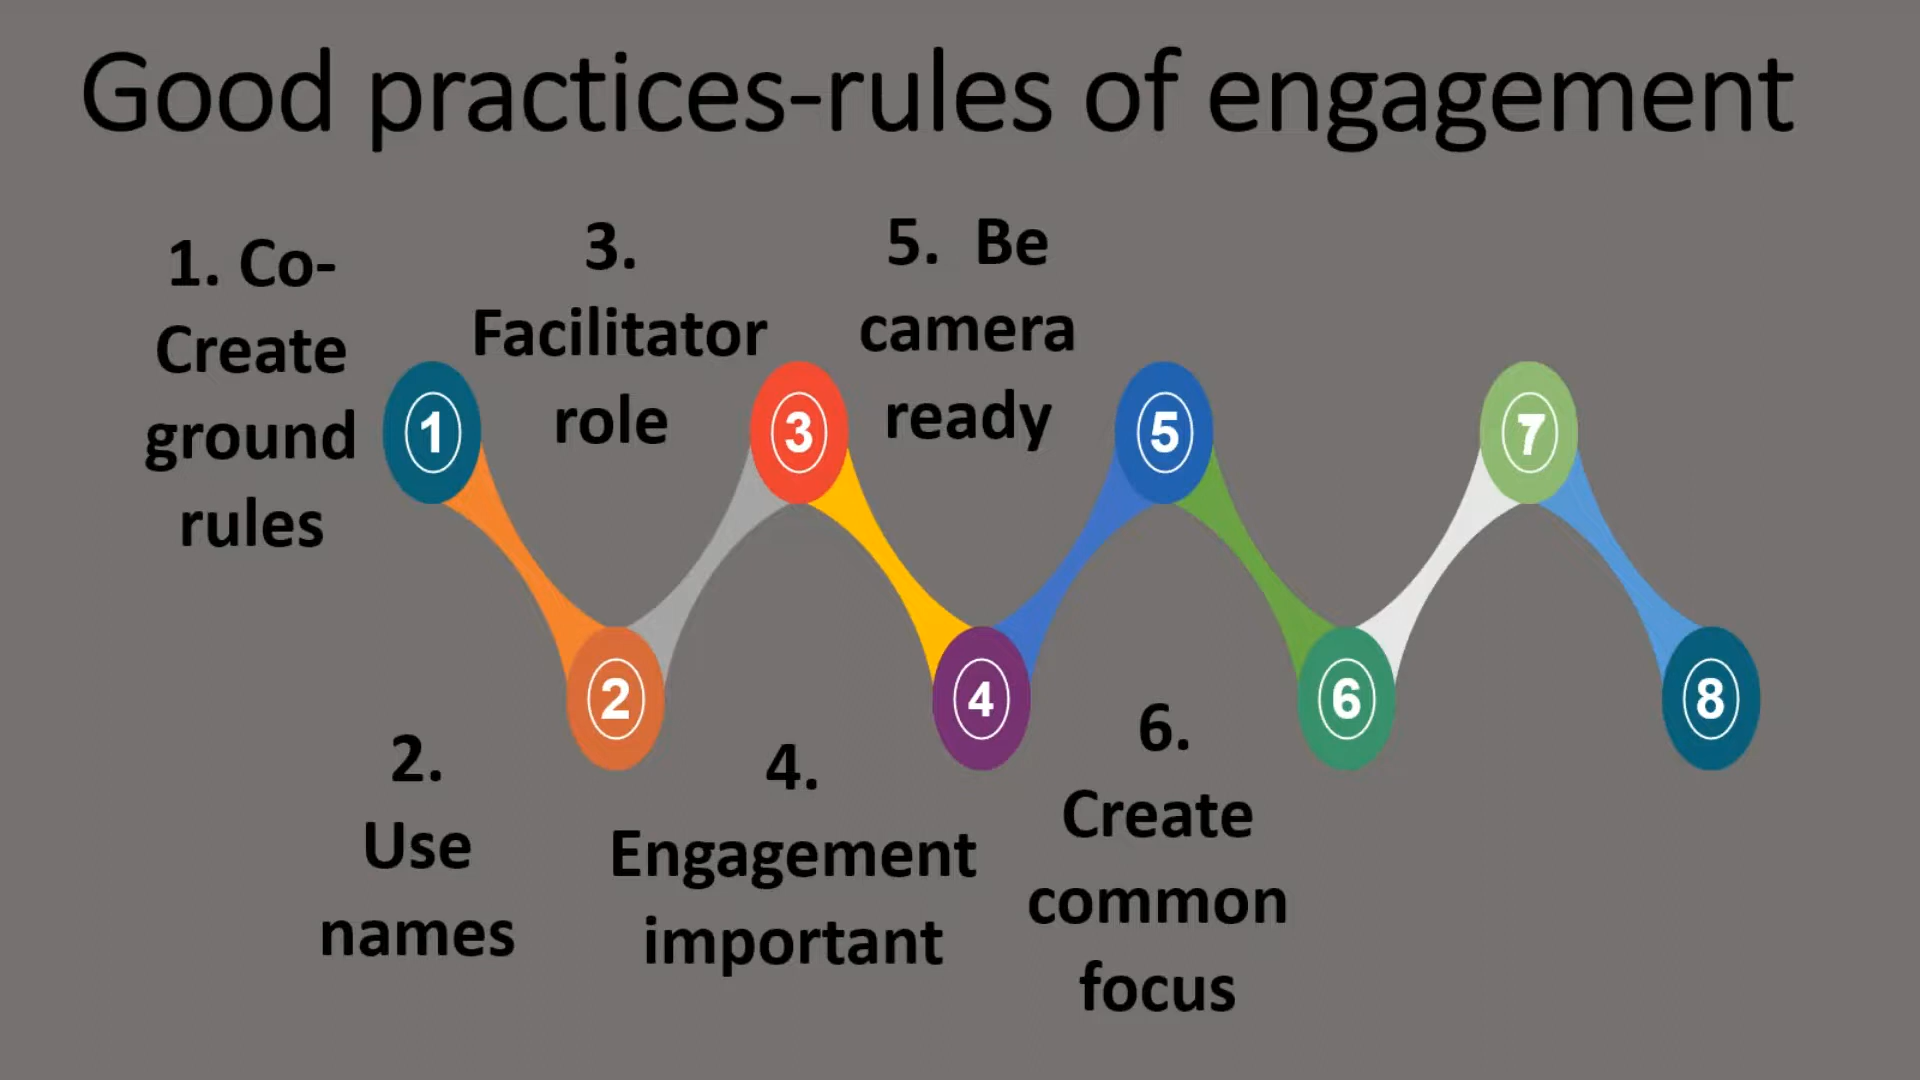 Good practices-rules of engagement
1. Co-
Create
ground
rules
3.
Facilitator
role
5. Be
camera
ready
1
3
5
7
2
4
6
8
2.
Use
names
4.
Engagement
important
6.
Create
common
focus